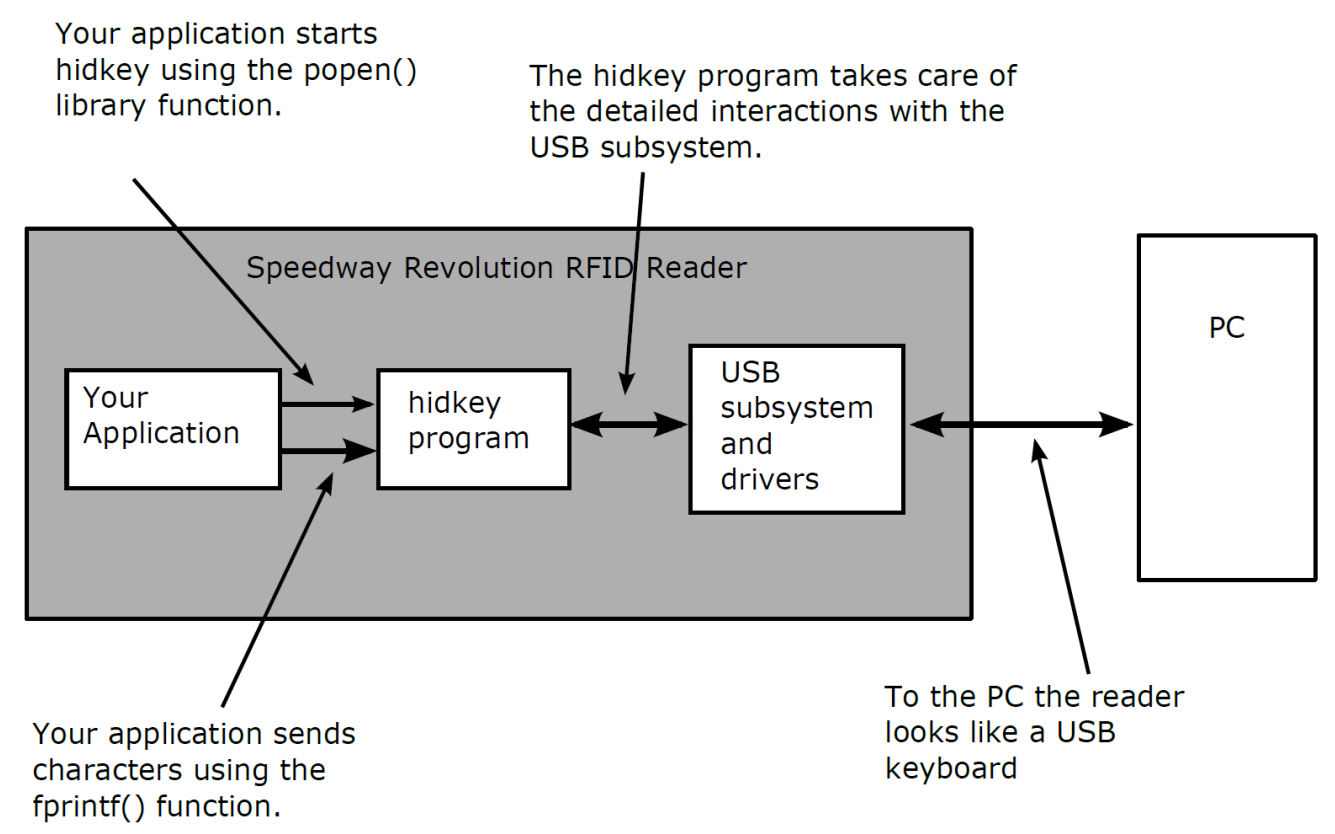 Your application starts
hidkey using the popen()
library function.
The hidkey program takes care of
the detailed interactions with the
USB subsystem.
Speedway Revolution RFID Reader
Your
Application
hidkey
program
USB
subsystem
and
drivers
PC
Your application sends
characters using the
fprintf() function.
To the PC the reader
looks like a USB
keyboard